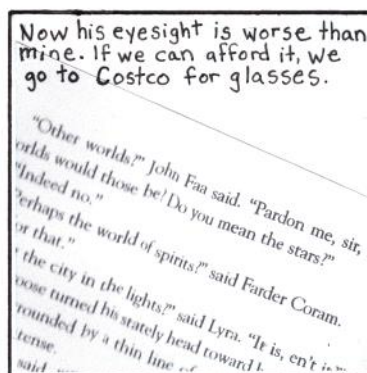 Now his eyesight is worse than
mine. If we can afford it, we
go to Costco for glasses.
"Other worlds?" John Faa said. "Pardon me, sir,
orlds would those be? Do you mean the stars?"
"Indeed no."
Perhaps the world of spirits?" said Farder Coram.
or that."
the city in the lights?" said Lyra. "It is, en't
oose turned his stately head toward
rounded by a thin line of
tense.
said,